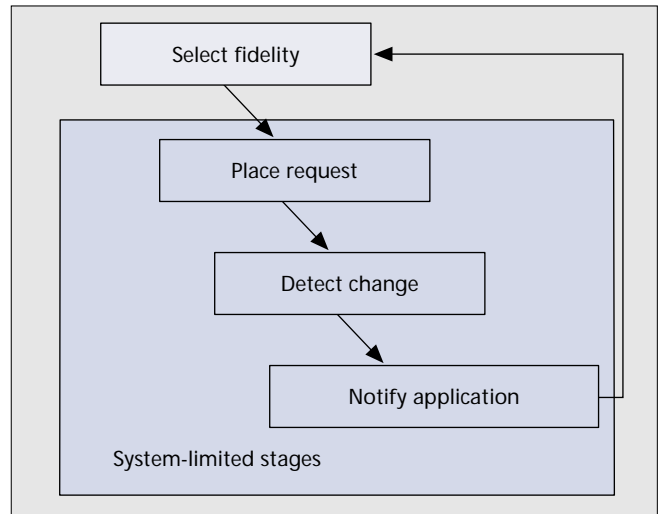 Select fidelity
Place request
Detect change
Notify application
System-limited stages